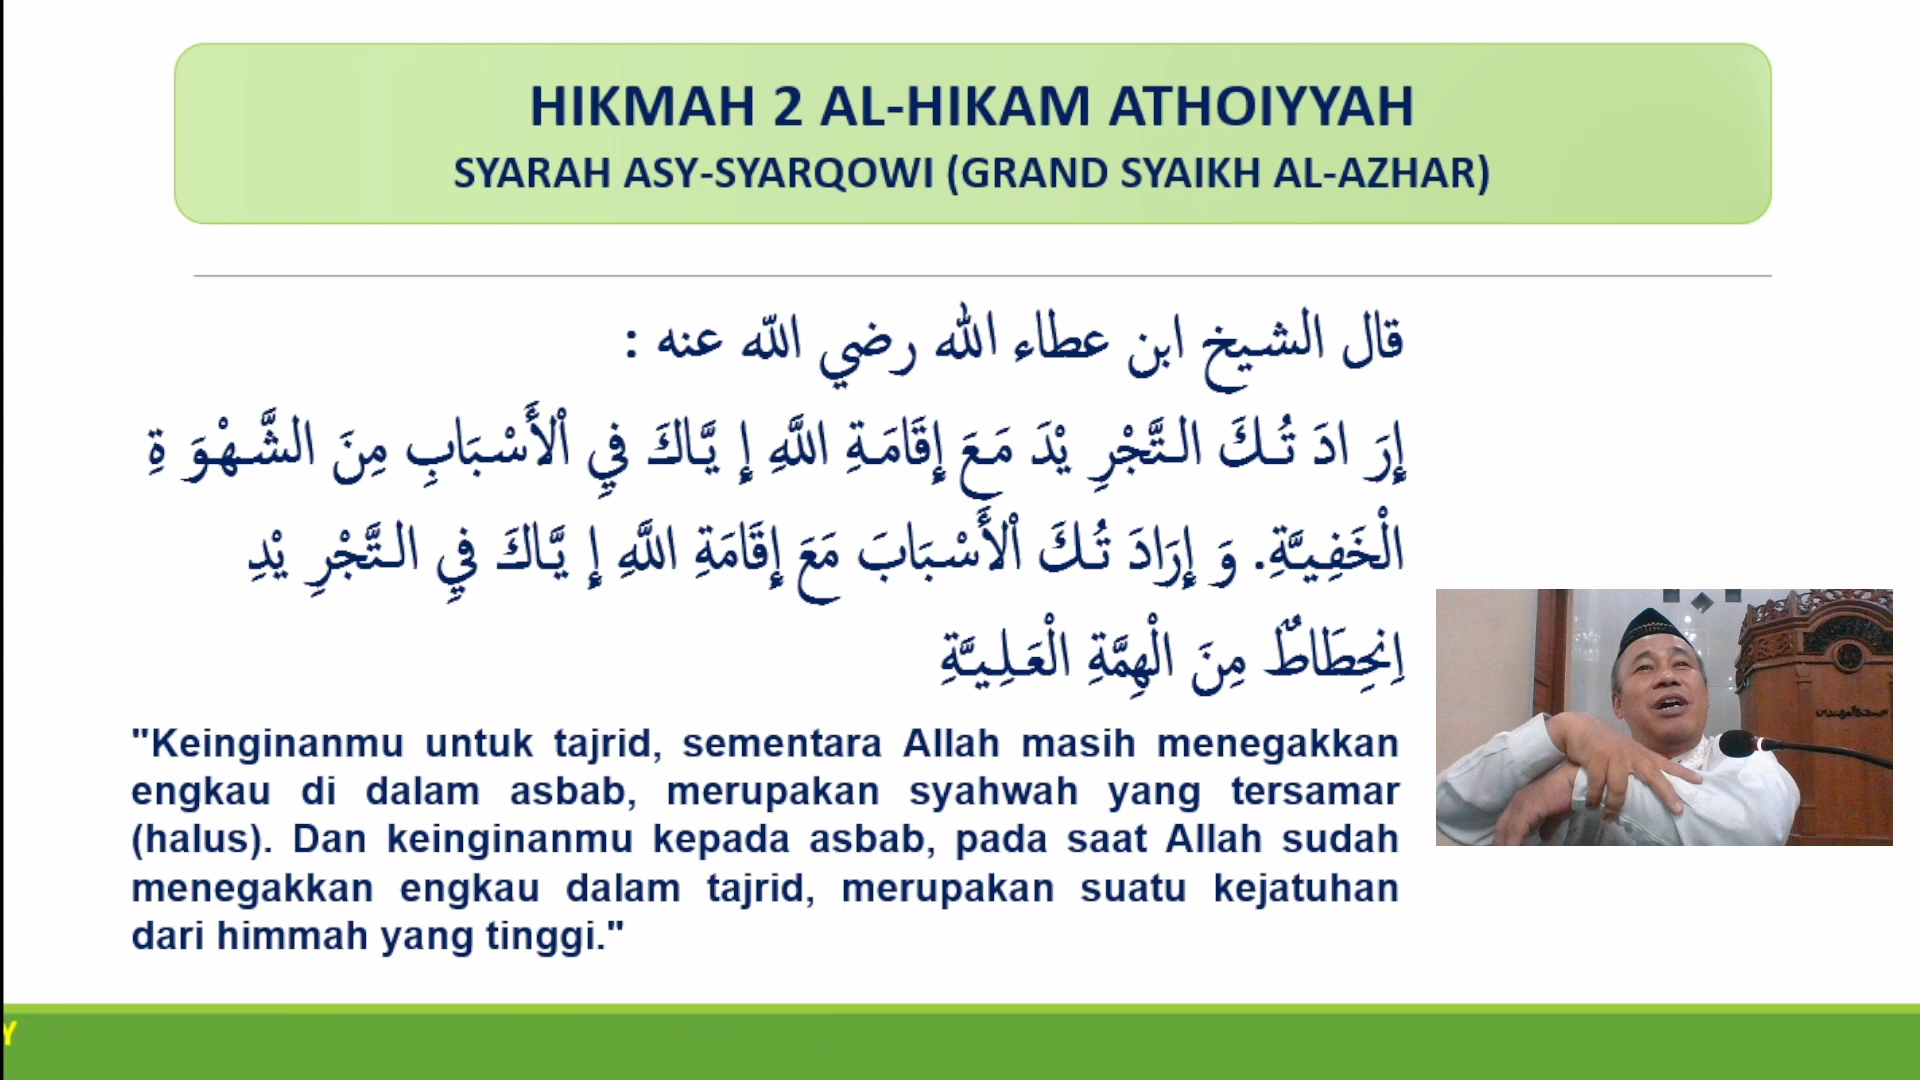 HIKMAH 2 AL-HIKAM ATHOIYYAH
SYARAH ASY-SYARQOWI (GRAND SYAIKH AL-AZHAR)
قال الشيخ ابن عطاء الله رضي الله عنه :
إِرَادَتُكَ التَّجْرِيْدَ مَعَ إِقَامَةِ اللَّهِ إِيَّاكَ فِي اْلأَسْبَابِ مِنَ الشَّهْوَةِ
الْخَفِيَّةِ. وَإِرَادَتُكَ اْلأَسْبَابَ مَعَ إِقَامَةِ اللَّهِ إِيَّاكَ فِي التَّجْرِيْدِ
اِنحِطَاطٌ مِنَ الْهِمَّةِ الْعَلِيَّةِ
"Keinginanmu untuk tajrid, sementara Allah masih menegakkan
engkau di dalam asbab, merupakan syahwah yang tersamar
(halus). Dan keinginanmu kepada asbab, pada saat Allah sudah
menegakkan engkau dalam tajrid, merupakan suatu kejatuhan
dari himmah yang tinggi."
Y